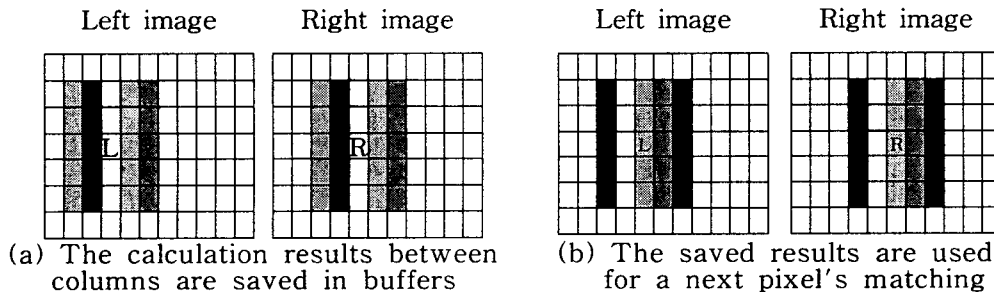 Left image
Right image
L
R
(a) The calculation results between
columns are saved in buffers
Left image
Right image
L
R
(b) The saved results are used
for a next pixel's matching